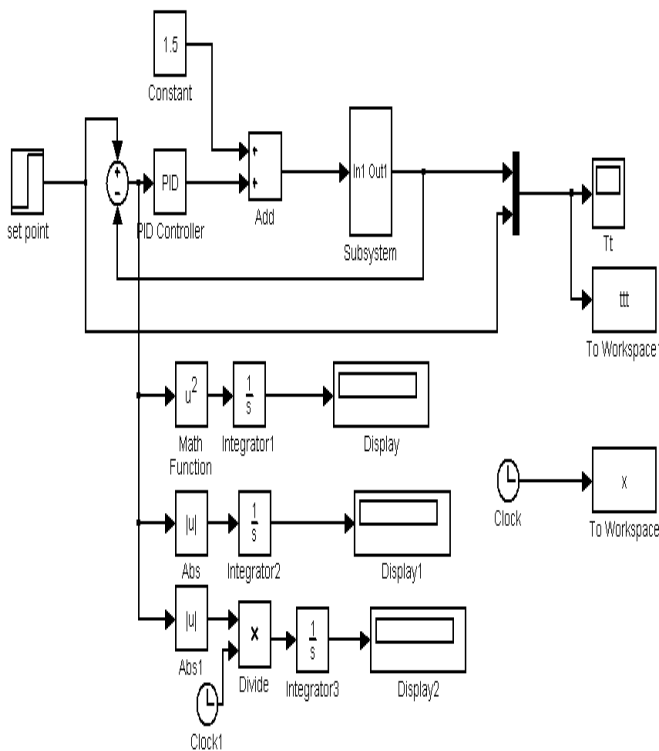 1.5
Constant
+
-
PID
+
+
In1 Out1
set point
PID Controller
Add
Subsystem
Tt
ttt
To Workspace1
u²
1
s
Math
Function
Integrator1
Display
x
Clock
To Workspace
|u|
1
s
Abs
Integrator2
Display1
|u|
×
1
s
Abs1
Divide
Integrator3
Display2
Clock1